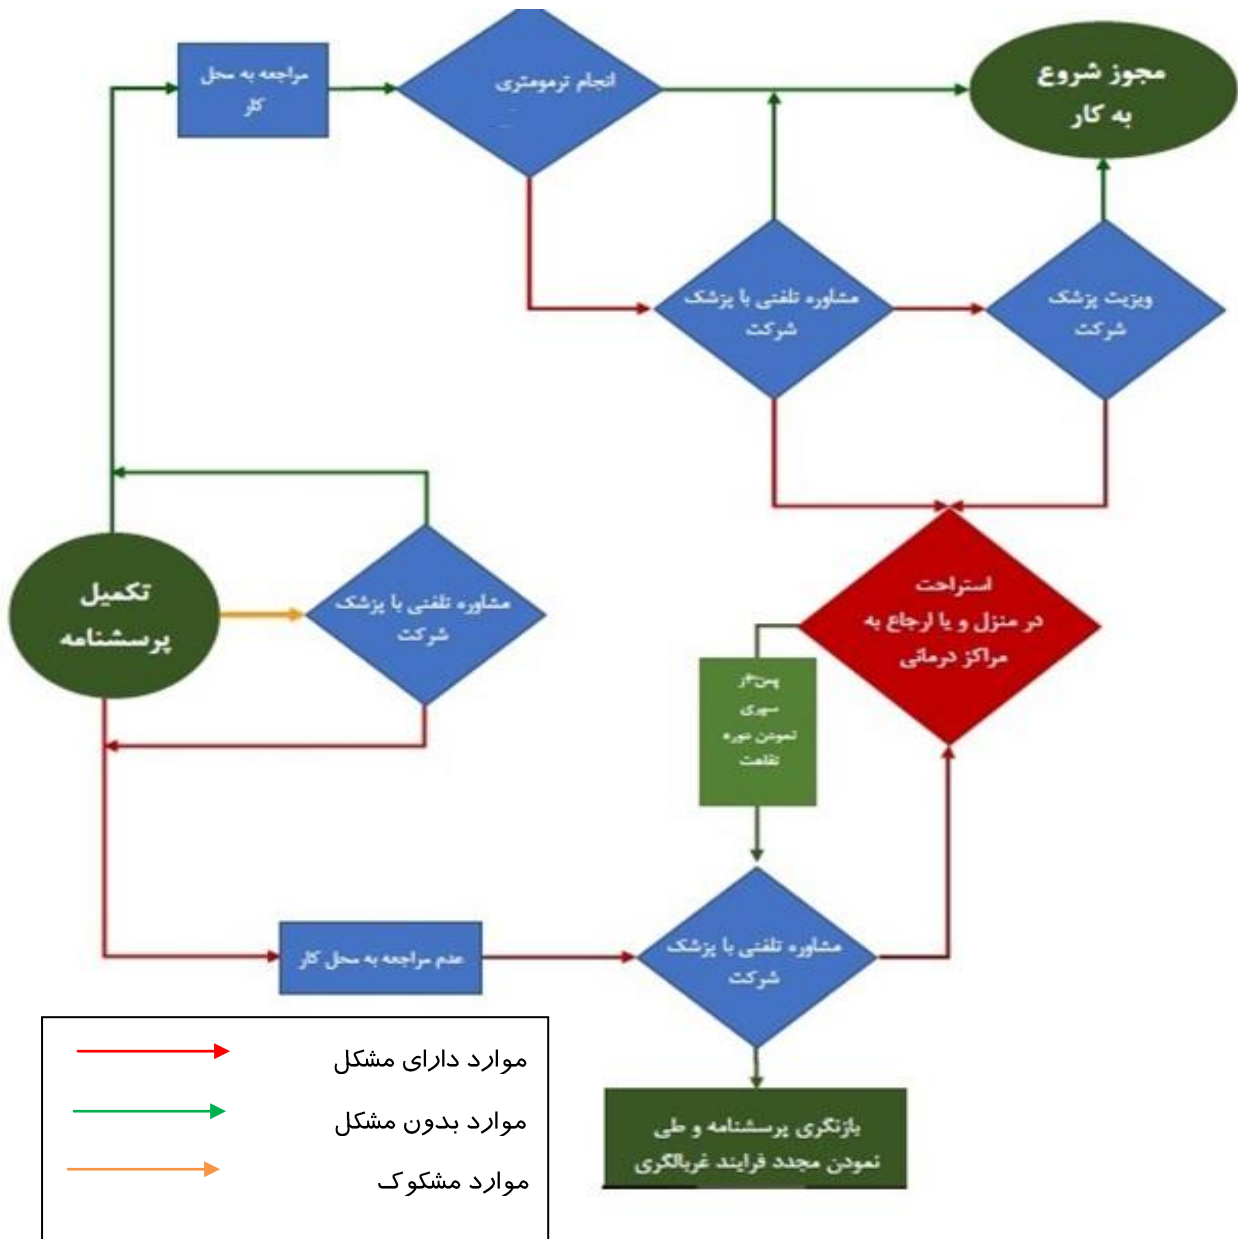 مراجعه به محل
کار
انجام ترمومتری
مجوز شروع
به کار
مشاوره تلفنی با پزشک
شرکت
ویزیت پزشک
شرکت
تکمیل
پرسشنامه
مشاوره تلفنی با پزشک
شرکت
استراحت
در منزل و یا ارجاع به
مراکز درمانی
پس از
سپری
نمودن دوره
نقاهت
عدم مراجعه به محل کار
مشاوره تلفنی با پزشک
شرکت
بازنگری پرسشنامه و طی
نمودن مجدد فرایند غربالگری
موارد دارای مشکل
موارد بدون مشکل
موارد مشکوک